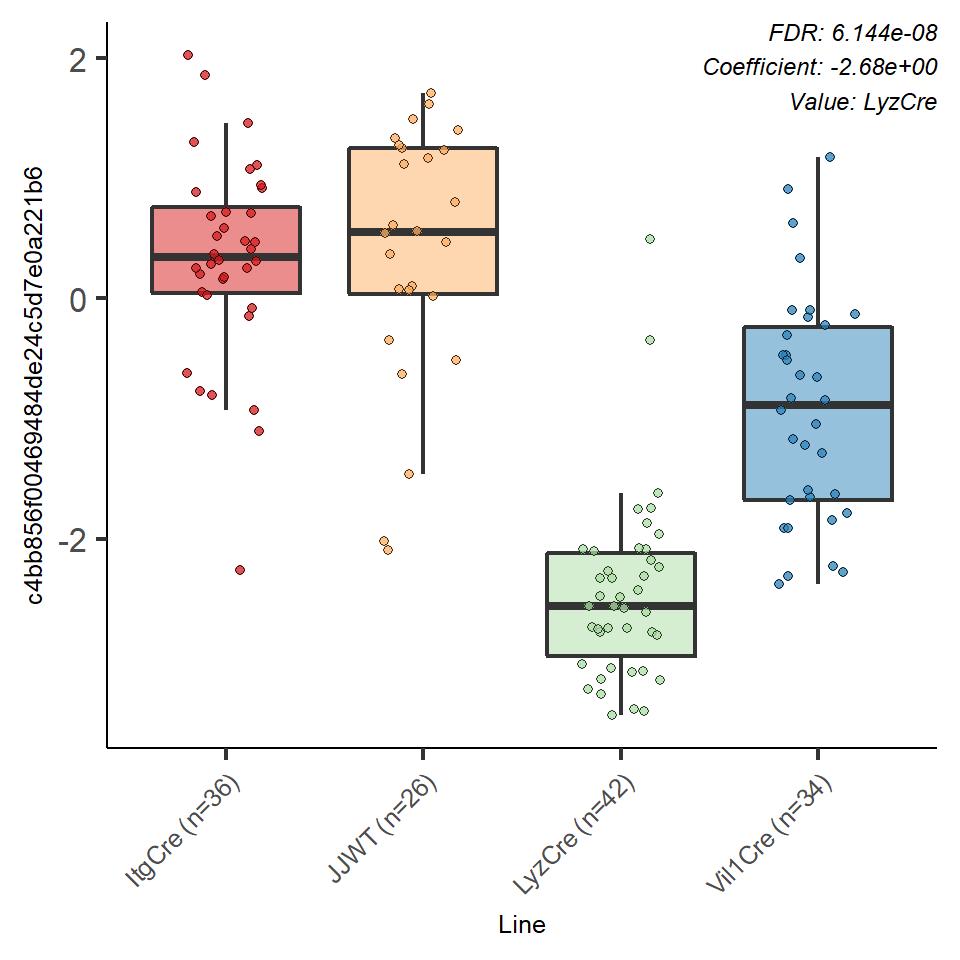 FDR: 6.144e-08
Coefficient: -2.68e+00
Value: LyzCre
c4bb856f00469484de24c5d7e0a221b6
2
0
-2
ItgCre (n=36)
JJWT (n=26)
LyzCre (n=42)
Vil1Cre (n=34)
Line